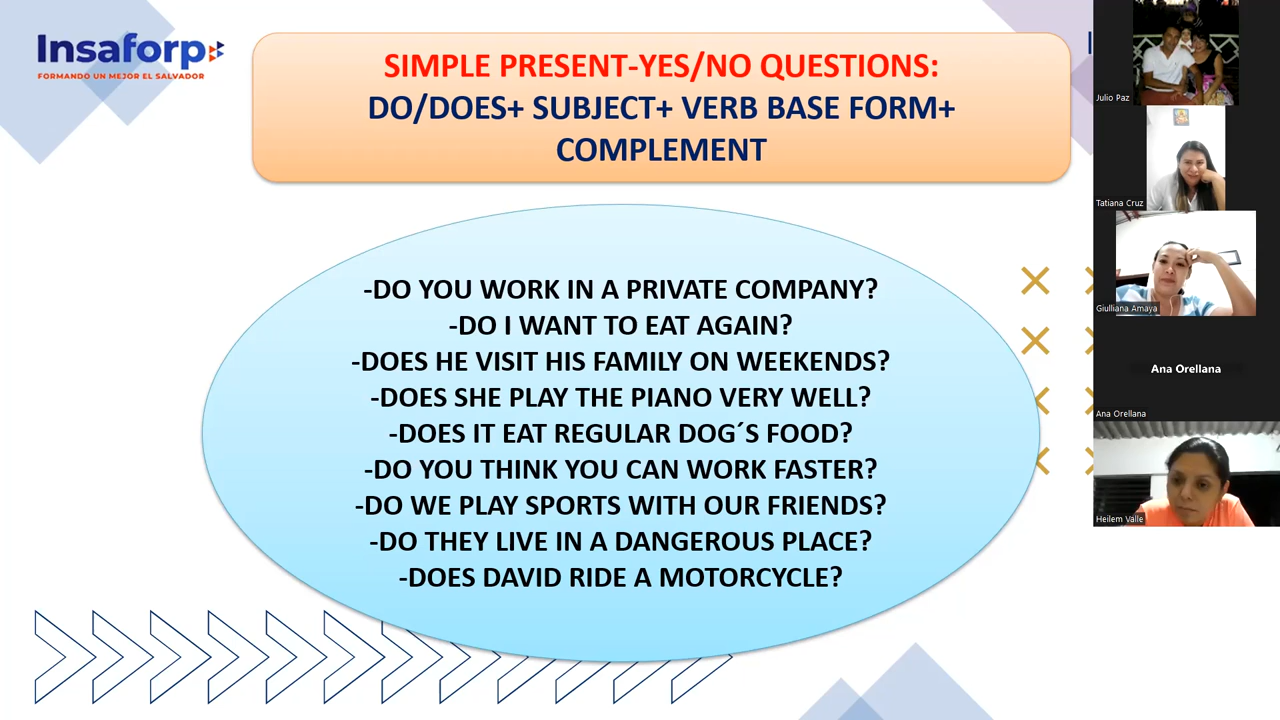 Insaforp
FORMANDO UN MEJOR EL SALVADOR
SIMPLE PRESENT-YES/NO QUESTIONS:
DO/DOES+ SUBJECT+ VERB BASE FORM+
COMPLEMENT
-DO YOU WORK IN A PRIVATE COMPANY?
-DO I WANT TO EAT AGAIN?
-DOES HE VISIT HIS FAMILY ON WEEKENDS?
-DOES SHE PLAY THE PIANO VERY WELL?
-DOES IT EAT REGULAR DOG´S FOOD?
-DO YOU THINK YOU CAN WORK FASTER?
-DO WE PLAY SPORTS WITH OUR FRIENDS?
-DO THEY LIVE IN A DANGEROUS PLACE?
-DOES DAVID RIDE A MOTORCYCLE?
Julio Paz
Tatiana Cruz
Giulliana Amaya
Ana Orellana
Ana Orellana
Heilem Valle